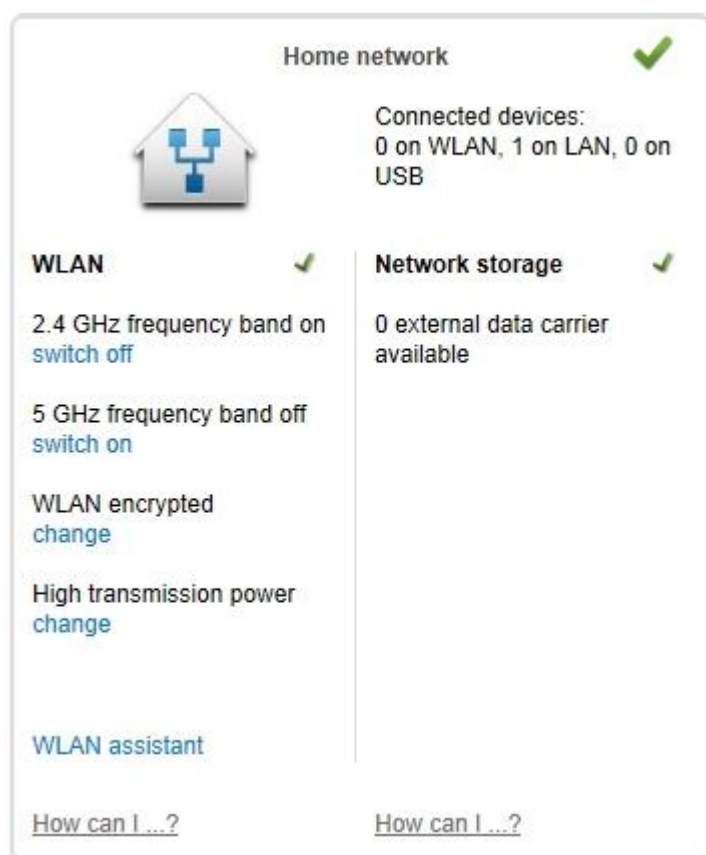 Home network
Connected devices:
0 on WLAN, 1 on LAN, 0 on
USB
WLAN
2.4 GHz frequency band on
switch off
5 GHz frequency band off
switch on
WLAN encrypted
change
High transmission power
change
WLAN assistant
How can I ...?
Network storage
0 external data carrier
available
How can I ...?